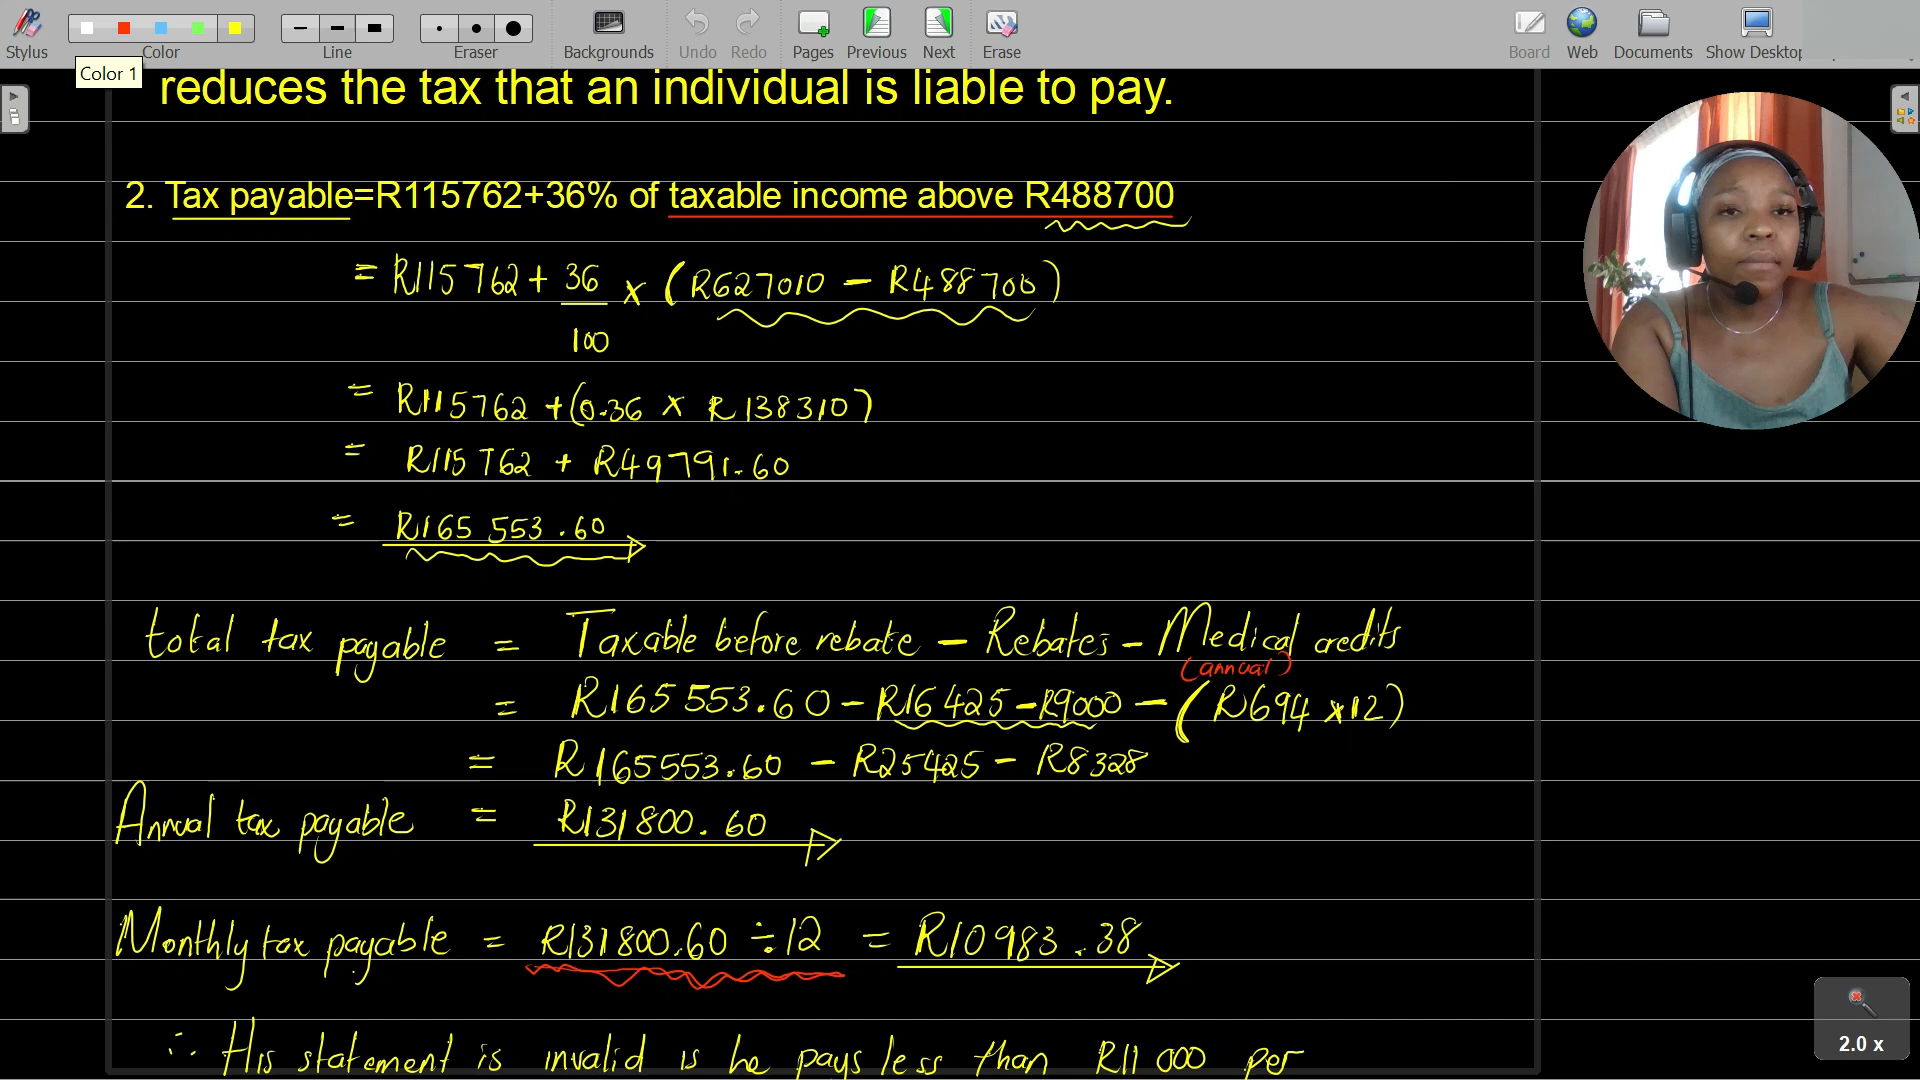 Stylus Color Line Eraser Backgrounds Undo Redo Pages Previous Next Erase Board Web Documents Show Desktop
Color 1
reduces the tax that an individual is liable to pay.
2. Tax payable=R115762+36% of taxable income above R488700
= R115762 + 36/100 x (R627010 - R488700)
= R115762 + (0.36 x R138310)
= R115762 + R49791.60
= R165 553.60
total tax payable = Taxable before rebate - Rebates - Medical credits
(annual)
= R165 553.60 - R16 425 - R9000 - (R694 x12)
= R165553.60 - R25425 - R8328
Annual tax payable = R131800.60
Monthly tax payable = R131800.60 ÷ 12 = R10 983.38
∴ His statement is invalid is he pays less than R11 000 per
2.0 x